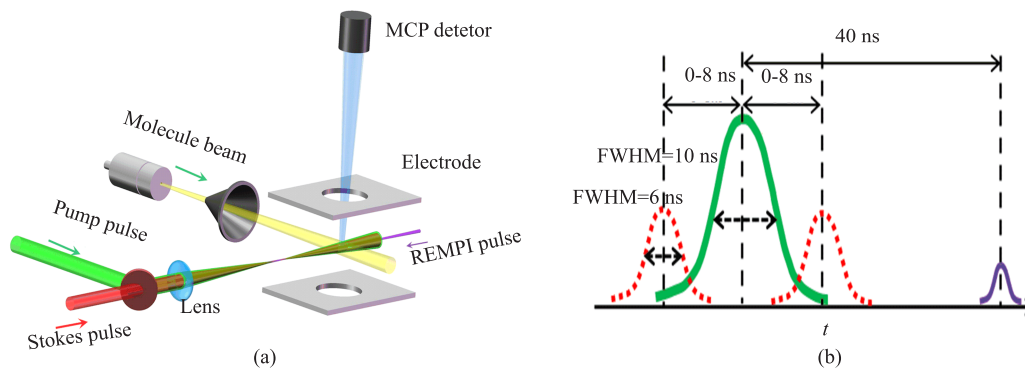 MCP detetor
Molecule beam
Electrode
Pump pulse
REMPI pulse
Lens
Stokes pulse
(a)
40 ns
0-8 ns
0-8 ns
FWHM=10 ns
FWHM=6 ns
t
(b)